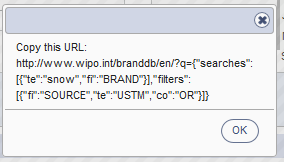 Copy this URL:
http://www.wipo.int/branddb/en/?q={"searches":
[{"te":"snow","fi":"BRAND"}],"filters":
[{"fi":"SOURCE","te":"USTM","co":"OR"}]}
OK